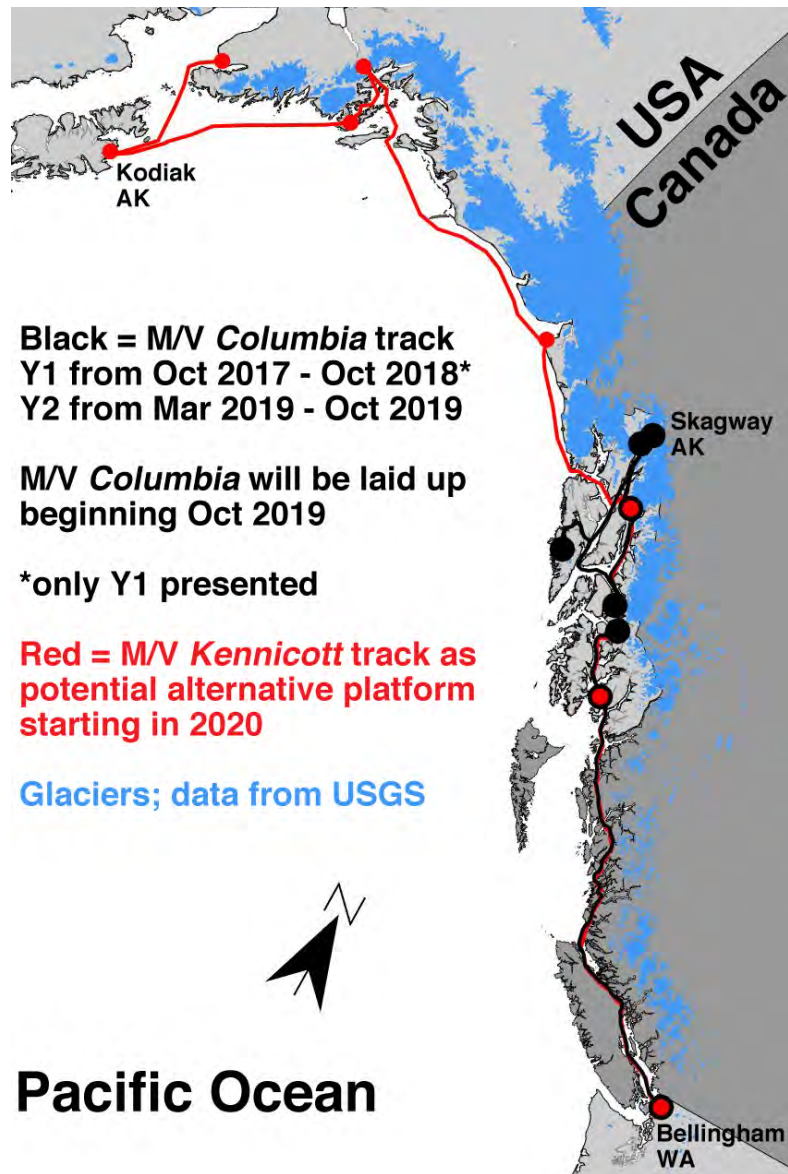 USA
Canada
Kodiak
AK
Black = M/V Columbia track
Y1 from Oct 2017 - Oct 2018*
Y2 from Mar 2019 - Oct 2019
Skagway
AK
M/V Columbia will be laid up
beginning Oct 2019
*only Y1 presented
Red = M/V Kennicott track as
potential alternative platform
starting in 2020
Glaciers; data from USGS
N
Pacific Ocean
Bellingham
WA